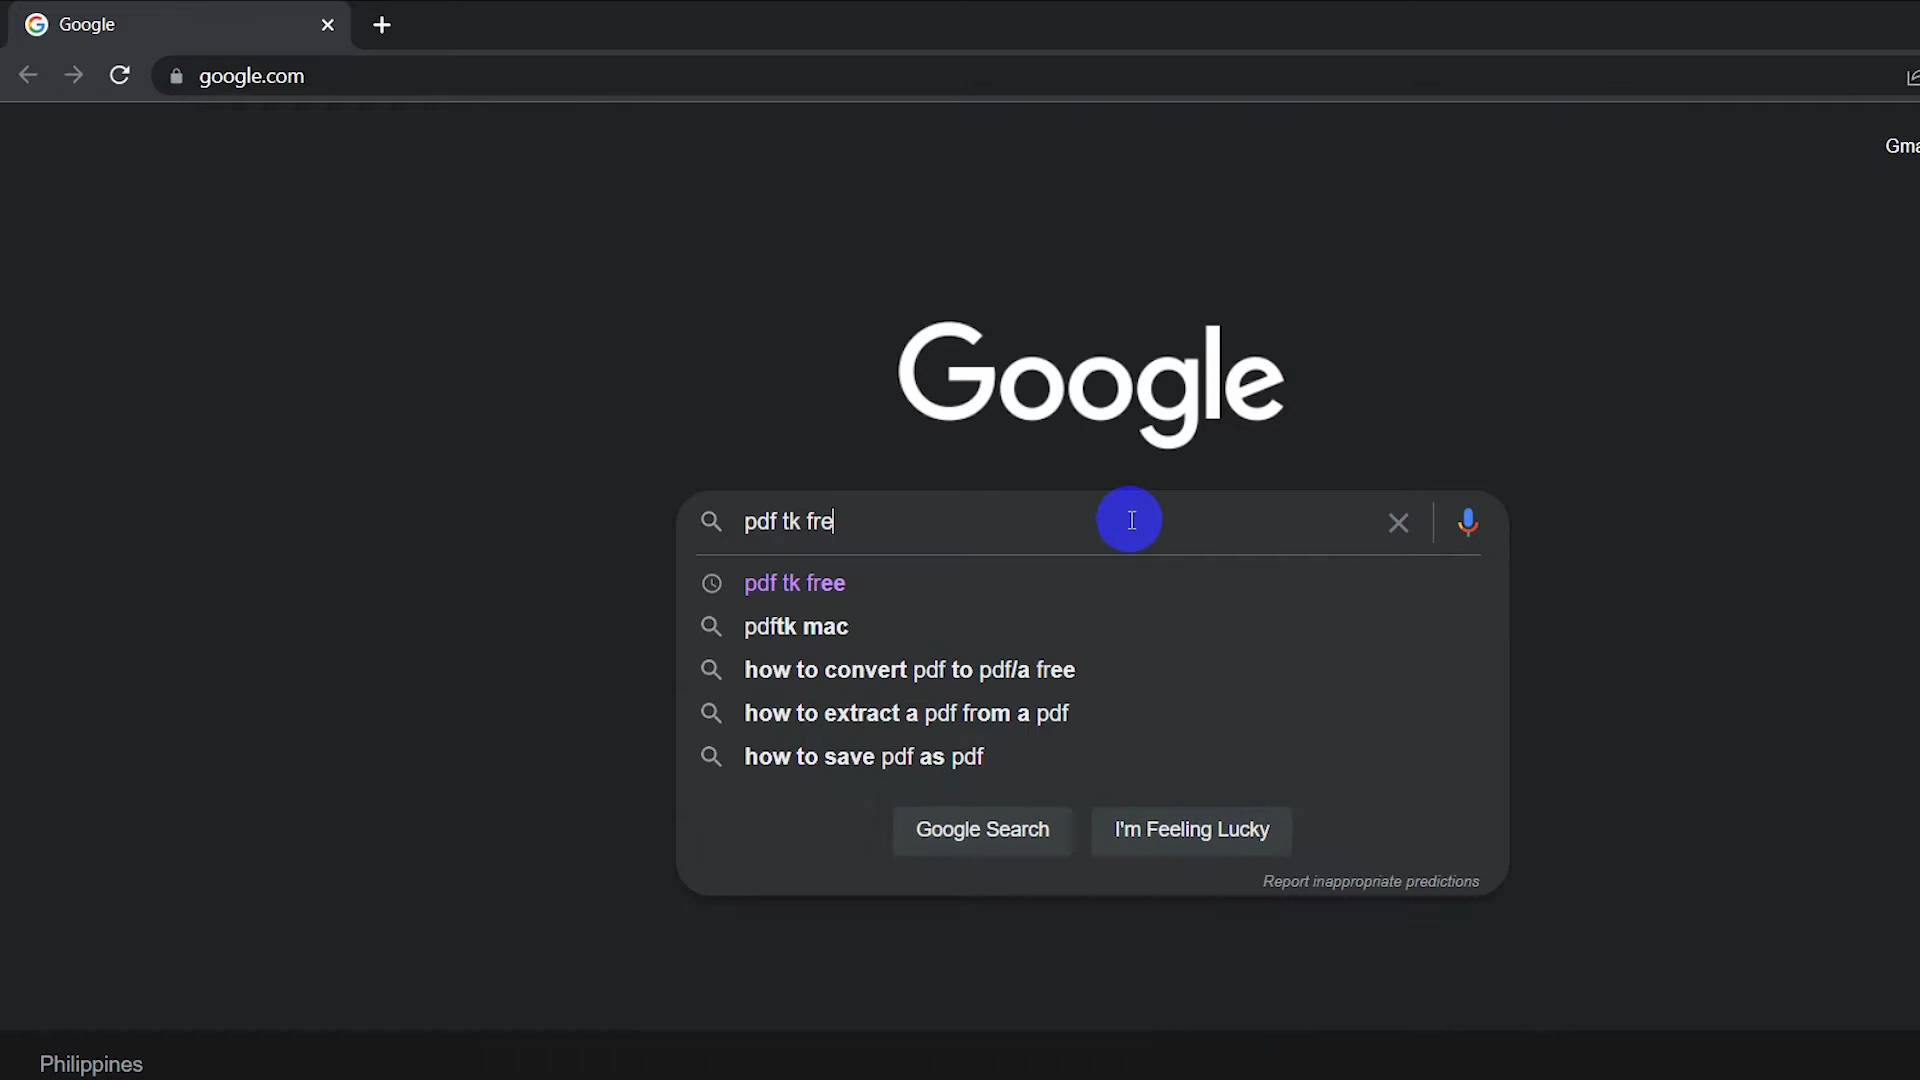 Google
google.com
Gma
Google
pdf tk fre
pdf tk free
pdftk mac
how to convert pdf to pdf/a free
how to extract a pdf from a pdf
how to save pdf as pdf
Google Search
I'm Feeling Lucky
Report inappropriate predictions
Philippines